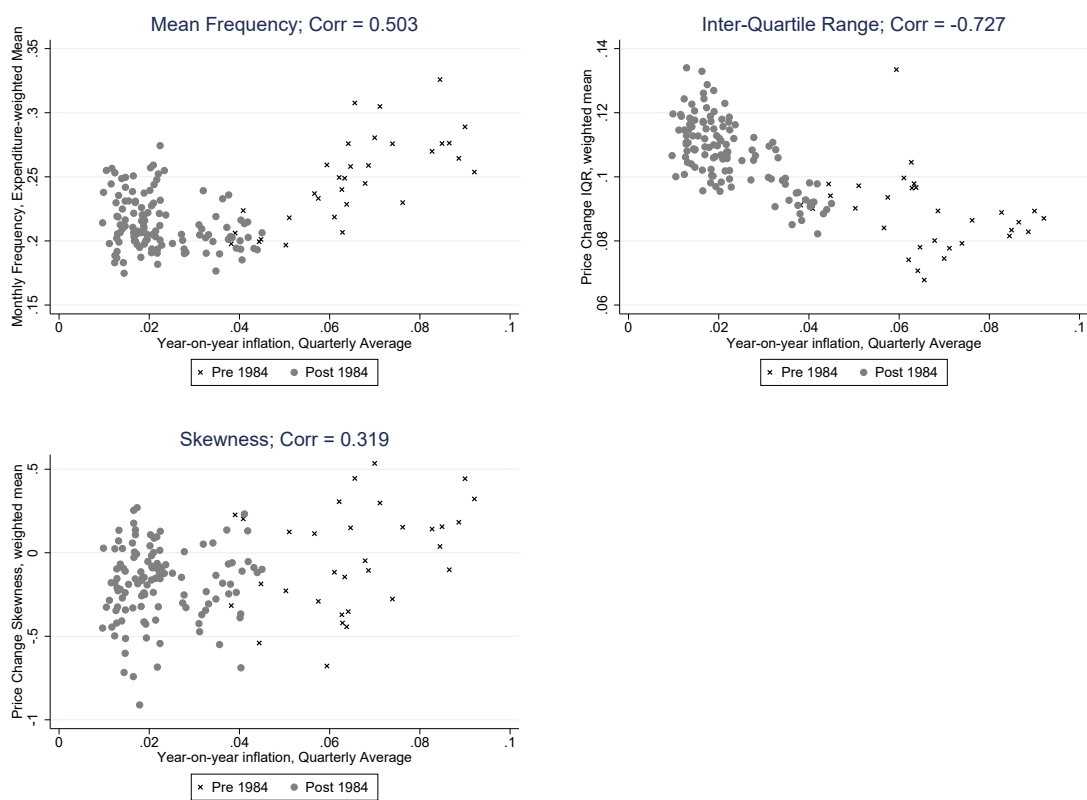 Mean Frequency; Corr = 0.503
Monthly Frequency, Expenditure-weighted Mean
.35
.3
.25
.2
.15
0 .02 .04 .06 .08 .1
Year-on-year inflation, Quarterly Average
Pre 1984 Post 1984
Inter-Quartile Range; Corr = -0.727
Price Change IQR, weighted mean
.14
.12
.1
.08
.06
0 .02 .04 .06 .08 .1
Year-on-year inflation, Quarterly Average
Pre 1984 Post 1984
Skewness; Corr = 0.319
Price Change Skewness, weighted mean
.5
0
-.5
-1
0 .02 .04 .06 .08 .1
Year-on-year inflation, Quarterly Average
Pre 1984 Post 1984